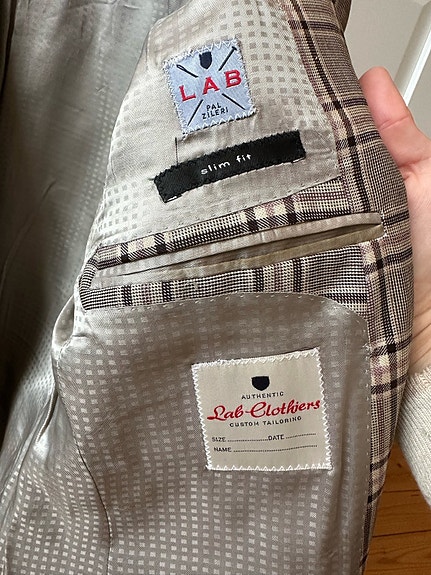 LAB
PAL
ZILERI
slim fit
AUTHENTIC
Lab-Clothiers
CUSTOM TAILORING
SIZE ................ DATE ................
NAME ................................